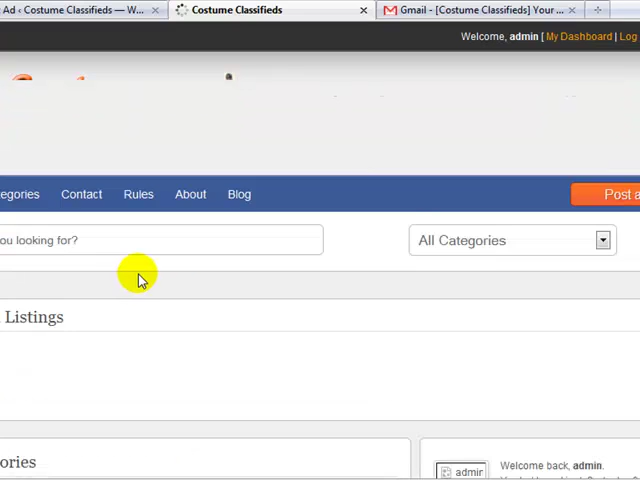 Ad ‹ Costume Classifieds — W...
Costume Classifieds
Gmail - [Costume Classifieds] Your ...
Welcome, admin [ My Dashboard | Log
egories
Contact
Rules
About
Blog
Post a
ou looking for?
All Categories
Listings
ories
admir
Welcome back, admin.